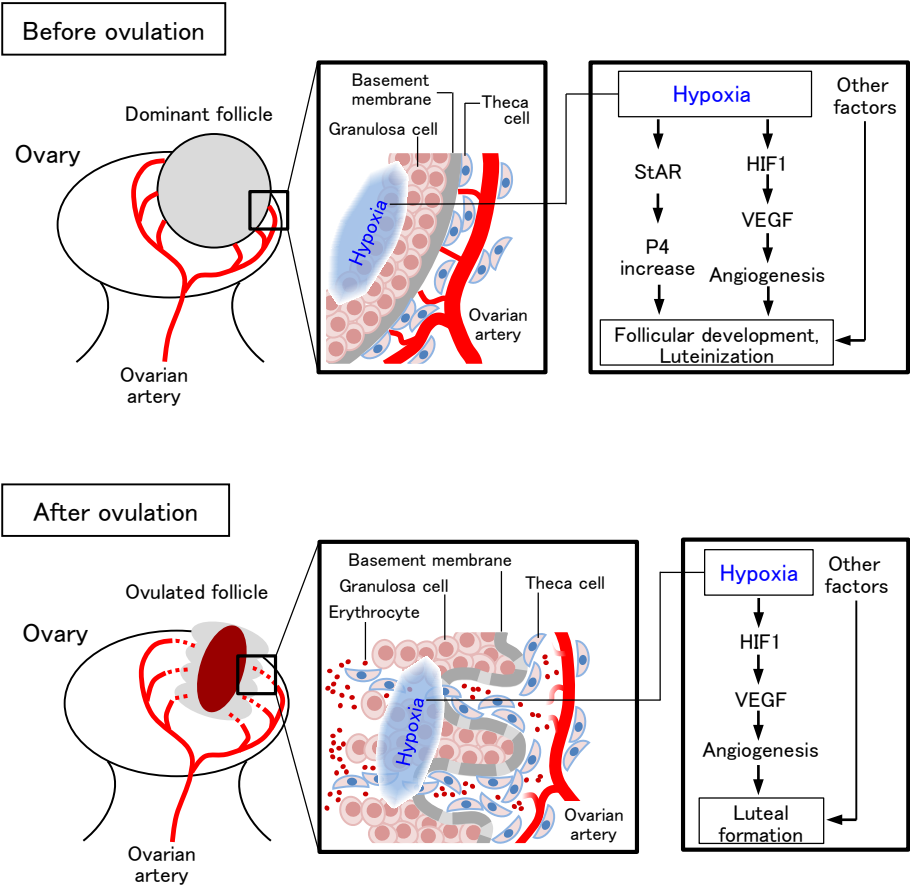 Before ovulation
Dominant follicle
Ovary
Ovarian
artery
Basement
membrane
Theca
cell
Granulosa cell
Hypoxia
Ovarian
artery
Hypoxia
Other
factors
StAR
HIF1
VEGF
P4
increase
Angiogenesis
Follicular development,
Luteinization
After ovulation
Ovulated follicle
Ovary
Ovarian
artery
Basement membrane
Granulosa cell
Theca cell
Erythrocyte
Hypoxia
Ovarian
artery
Hypoxia
Other
factors
HIF1
VEGF
Angiogenesis
Luteal
formation